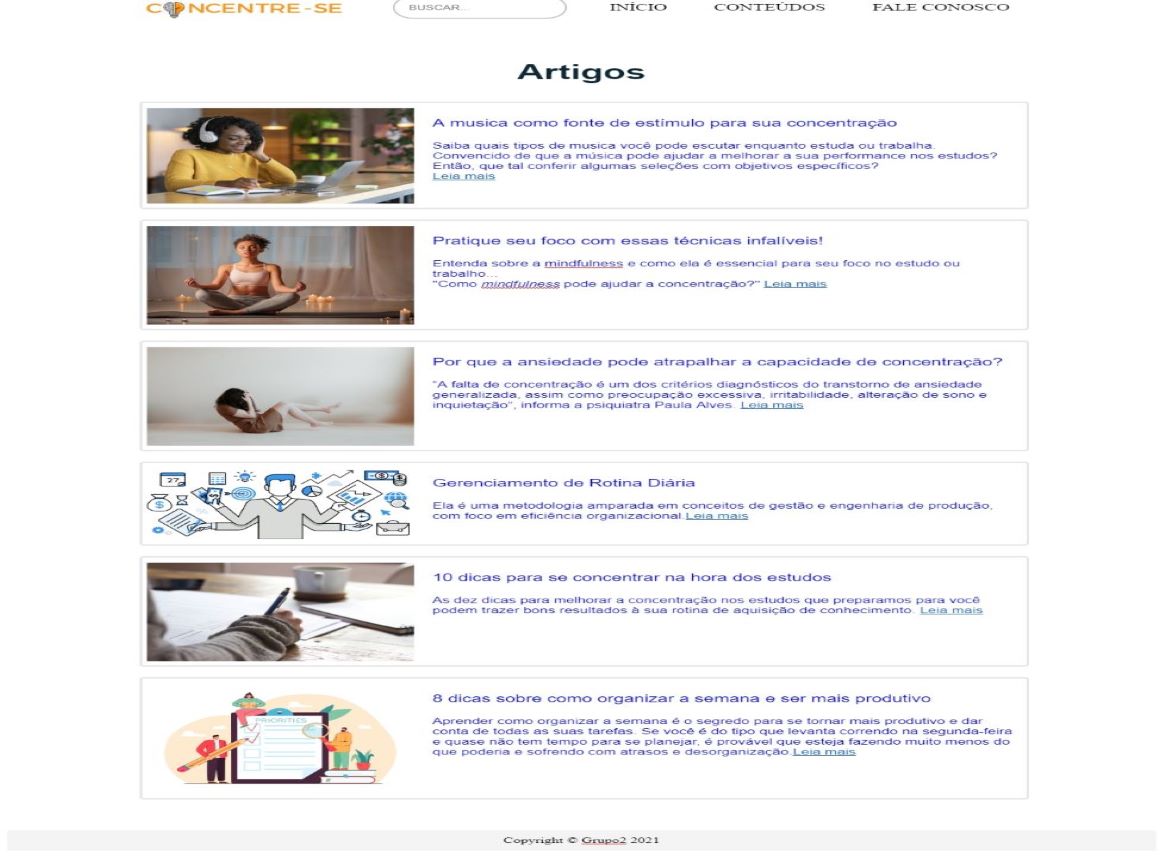 CONCENTRE-SE
BUSCAR...
INÍCIO
CONTEÚDOS
FALE CONOSCO
Artigos
A musica como fonte de estímulo para sua concentração
Saiba quais tipos de musica você pode escutar enquanto estuda ou trabalha.
Convencido de que a música pode ajudar a melhorar a sua performance nos estudos?
Então, que tal conferir algumas seleções com objetivos específicos?
Leia mais
Pratique seu foco com essas técnicas infalíveis!
Entenda sobre a mindfulness e como ela é essencial para seu foco no estudo ou
trabalho...
"Como mindfulness pode ajudar a concentração?" Leia mais
Por que a ansiedade pode atrapalhar a capacidade de concentração?
"A falta de concentração é um dos critérios diagnósticos do transtorno de ansiedade
generalizada, assim como preocupação excessiva, irritabilidade, alteração de sono e
inquietação", informa a psiquiatra Paula Alves. Leia mais
27
Gerenciamento de Rotina Diária
Ela é uma metodologia amparada em conceitos de gestão e engenharia de produção,
com foco em eficiência organizacional.Leia mais
10 dicas para se concentrar na hora dos estudos
As dez dicas para melhorar a concentração nos estudos que preparamos para você
podem trazer bons resultados à sua rotina de aquisição de conhecimento. Leia mais
PRIORITIES
8 dicas sobre como organizar a semana e ser mais produtivo
Aprender como organizar a semana é o segredo para se tornar mais produtivo e dar
conta de todas as suas tarefas. Se você é do tipo que levanta correndo na segunda-feira
e quase não tem tempo para se planejar, é provável que esteja fazendo muito menos do
que poderia e sofrendo com atrasos e desorganização.Leia mais
Copyright © Grupo2 2021